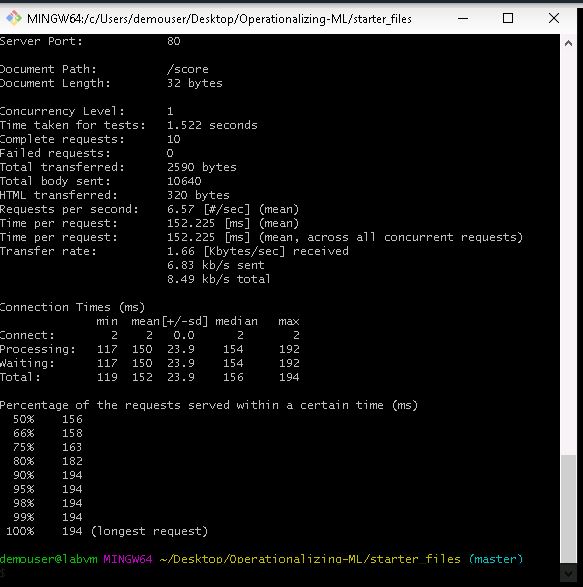 MINGW64:/c/Users/demouser/Desktop/Operationalizing-ML/starter_files
Server Port:            80
Document Path:          /score
Document Length:        32 bytes
Concurrency Level:      1
Time taken for tests:   1.522 seconds
Complete requests:      10
Failed requests:        0
Total transferred:      2590 bytes
Total body sent:        10640
HTML transferred:       320 bytes
Requests per second:    6.57 [#/sec] (mean)
Time per request:       152.225 [ms] (mean)
Time per request:       152.225 [ms] (mean, across all concurrent requests)
Transfer rate:          1.66 [Kbytes/sec] received
                        6.83 kb/s sent
                        8.49 kb/s total
Connection Times (ms)
              min  mean[+/-sd] median   max
Connect:        2    2   0.0      2       2
Processing:   117  150  23.9    154     192
Waiting:      117  150  23.9    154     192
Total:        119  152  23.9    156     194
Percentage of the requests served within a certain time (ms)
  50%    156
  66%    158
  75%    163
  80%    182
  90%    194
  95%    194
  98%    194
  99%    194
 100%    194 (longest request)
demouser@labvm MINGW64 ~/Desktop/Operationalizing-ML/starter_files (master)
$